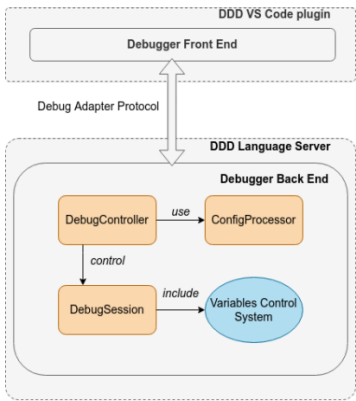 DDD VS Code plugin
Debugger Front End
Debug Adapter Protocol
DDD Language Server
Debugger Back End
DebugController
use
ConfigProcessor
control
DebugSession
include
Variables Control
System